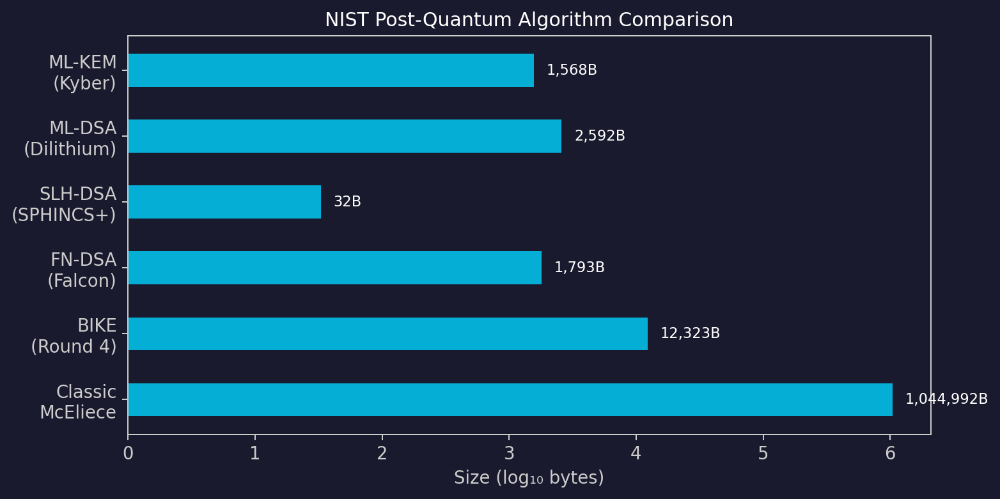 NIST Post-Quantum Algorithm Comparison
ML-KEM
(Kyber)
1,568B
ML-DSA
(Dilithium)
2,592B
SLH-DSA
(SPHINCS+)
32B
FN-DSA
(Falcon)
1,793B
BIKE
(Round 4)
12,323B
Classic
McEliece
1,044,992B
0 1 2 3 4 5 6
Size (log₁₀ bytes)